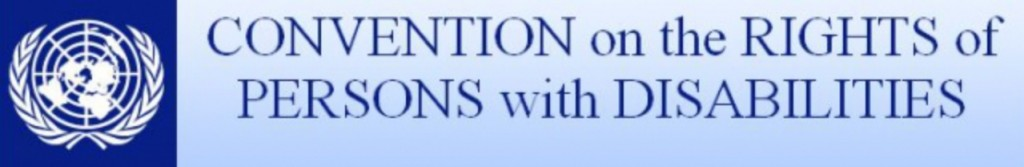 CONVENTION on the RIGHTS of
PERSONS with DISABILITIES